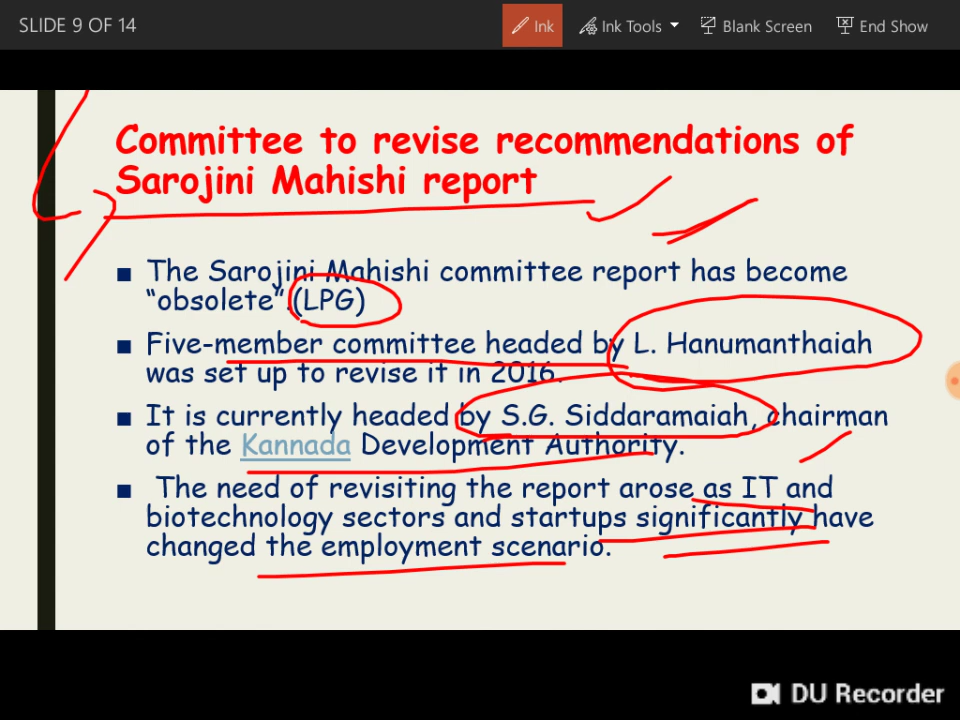 SLIDE 9 OF 14
Ink
Ink Tools
Blank Screen
End Show
Committee to revise recommendations of
Sarojini Mahishi report
■ The Sarojini Mahishi committee report has become
“obsolete”.(LPG)
■ Five-member committee headed by L. Hanumanthaiah
was set up to revise it in 2016.
■ It is currently headed by S.G. Siddaramaiah, chairman
of the Kannada Development Authority.
■ The need of revisiting the report arose as IT and
biotechnology sectors and startups significantly have
changed the employment scenario.
DU Recorder